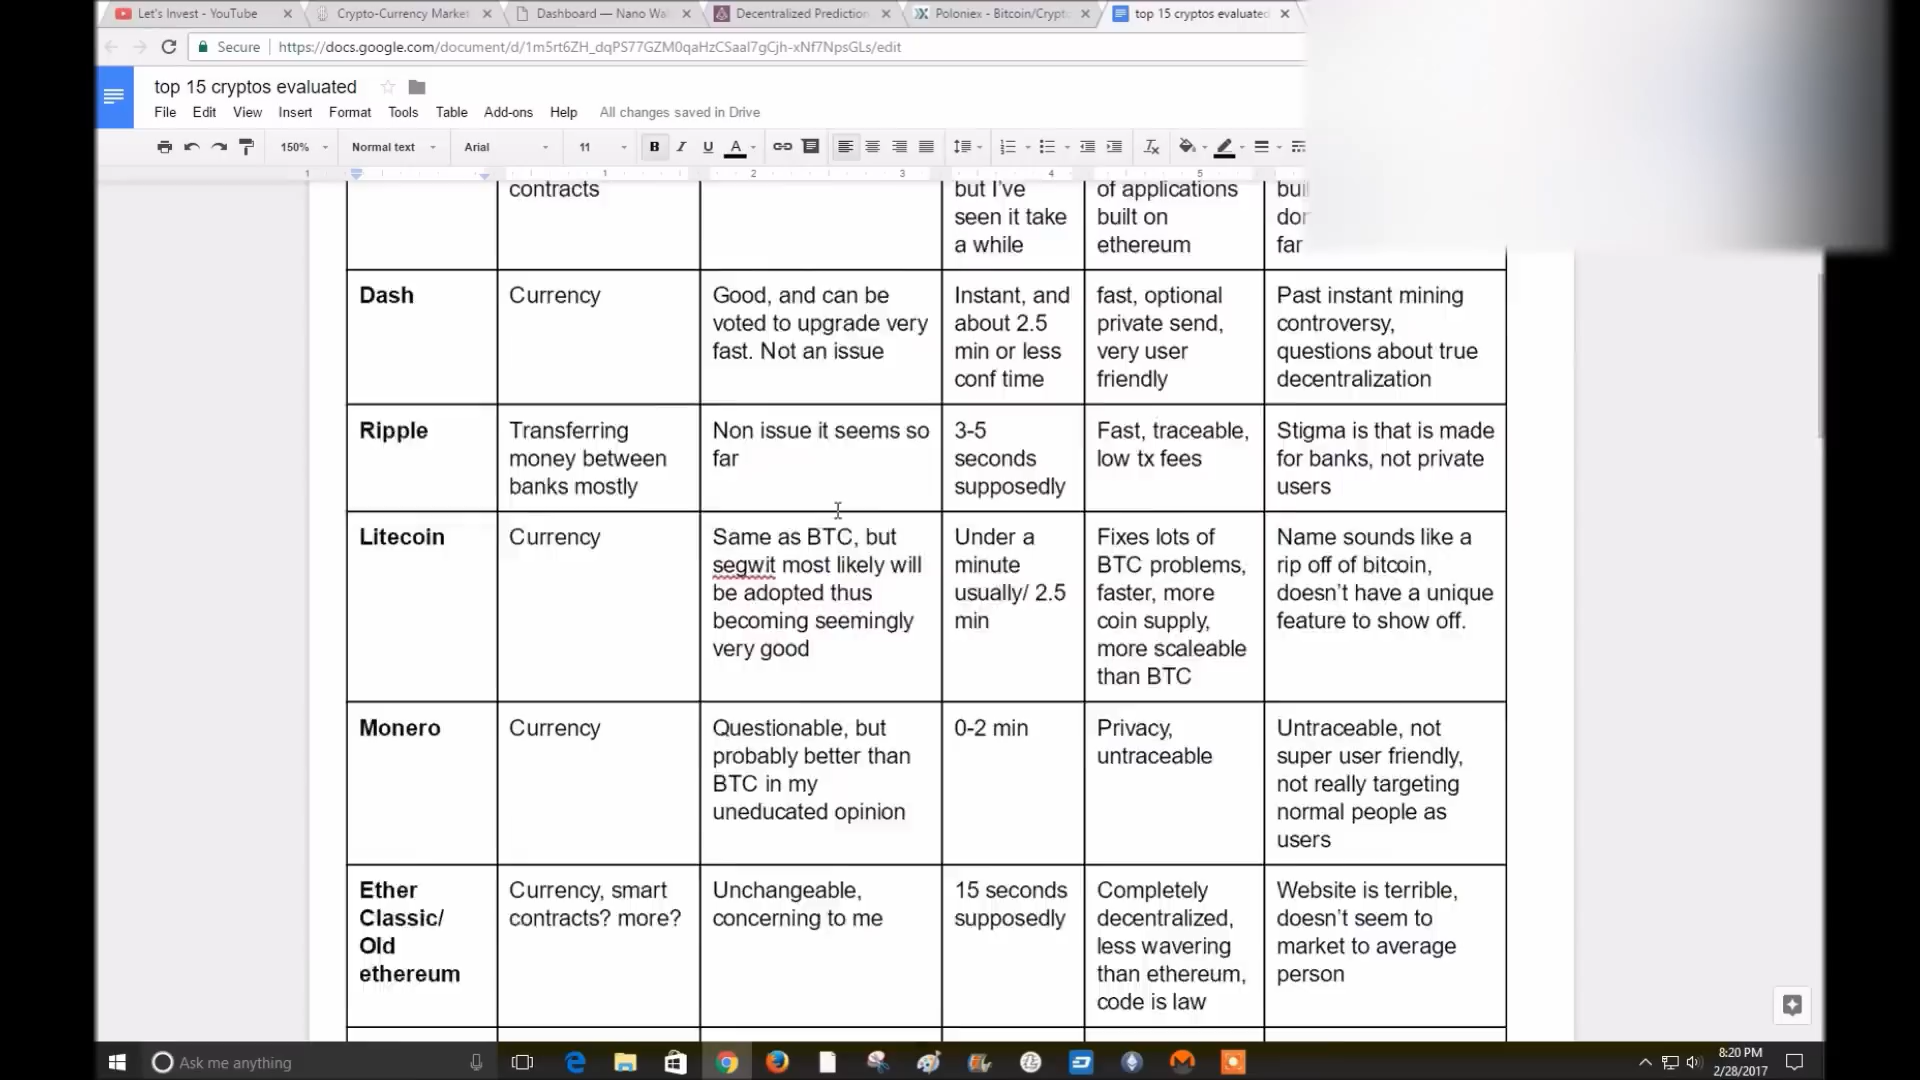 Let's Invest - YouTube
Crypto-Currency Market
Dashboard — Nano Wal
Decentralized Prediction
Poloniex - Bitcoin/Crypto
top 15 cryptos evaluated
Secure
https://docs.google.com/document/d/1m5rt6ZH_dqPS77GZM0qaHzCSaal7gCjh-xNf7NpsGLs/edit
top 15 cryptos evaluated
File Edit View Insert Format Tools Table Add-ons Help All changes saved in Drive
150% Normal text Arial 11 B I U A
1 1 2 3 4 5
contracts
but I've
seen it take
a while
of applications
built on
ethereum
far
Dash
Currency
Good, and can be
voted to upgrade very
fast. Not an issue
Instant, and
about 2.5
min or less
conf time
fast, optional
private send,
very user
friendly
Past instant mining
controversy,
questions about true
decentralization
Ripple
Transferring
money between
banks mostly
Non issue it seems so
far
3-5
seconds
supposedly
Fast, traceable,
low tx fees
Stigma is that is made
for banks, not private
users
Litecoin
Currency
Same as BTC, but
segwit most likely will
be adopted thus
becoming seemingly
very good
Under a
minute
usually/ 2.5
min
Fixes lots of
BTC problems,
faster, more
coin supply,
more scaleable
than BTC
Name sounds like a
rip off of bitcoin,
doesn't have a unique
feature to show off.
Monero
Currency
Questionable, but
probably better than
BTC in my
uneducated opinion
0-2 min
Privacy,
untraceable
Untraceable, not
super user friendly,
not really targeting
normal people as
users
Ether
Classic/
Old
ethereum
Currency, smart
contracts? more?
Unchangeable,
concerning to me
15 seconds
supposedly
Completely
decentralized,
less wavering
than ethereum,
code is law
Website is terrible,
doesn't seem to
market to average
person
Ask me anything
8:20 PM
2/28/2017